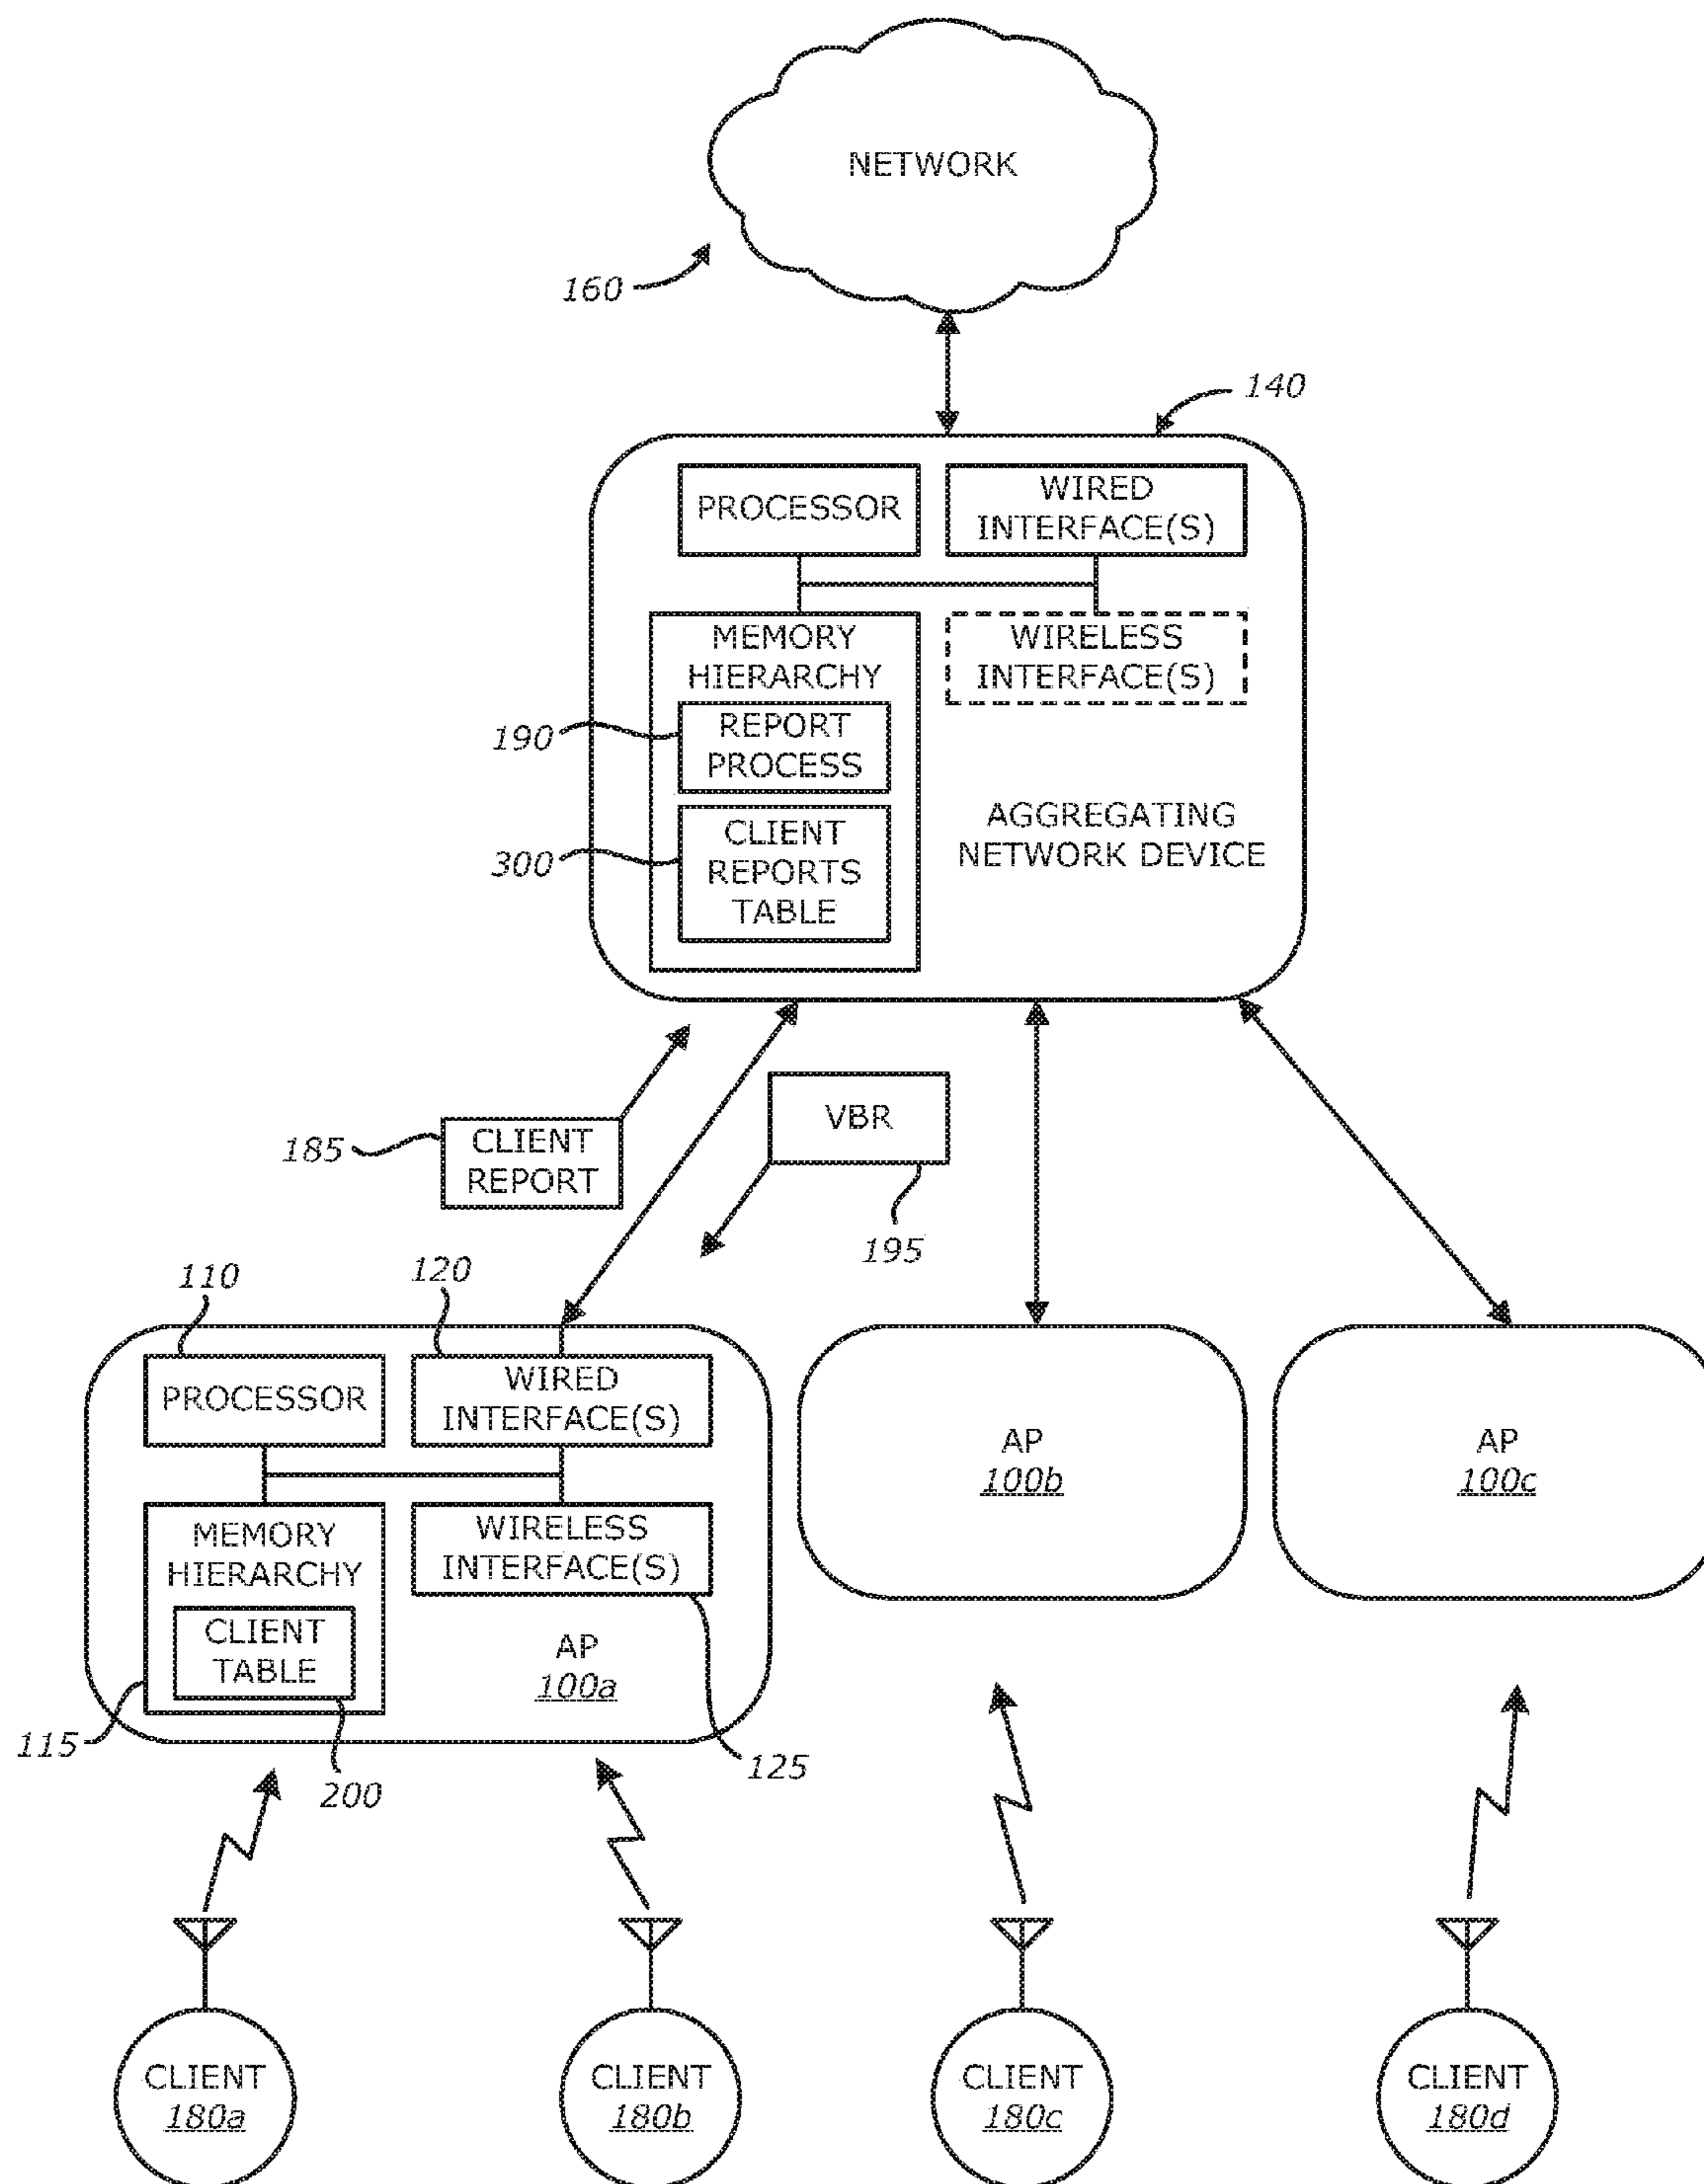 NETWORK
160
140
PROCESSOR
WIRED
INTERFACE(S)
MEMORY
HIERARCHY
WIRELESS
INTERFACE(S)
190
REPORT
PROCESS
300
CLIENT
REPORTS
TABLE
AGGREGATING
NETWORK DEVICE
185
CLIENT
REPORT
VBR
195
110
120
PROCESSOR
WIRED
INTERFACE(S)
MEMORY
HIERARCHY
WIRELESS
INTERFACE(S)
CLIENT
TABLE
AP
100a
115
200
125
AP
100b
AP
100c
CLIENT
180a
CLIENT
180b
CLIENT
180c
CLIENT
180d